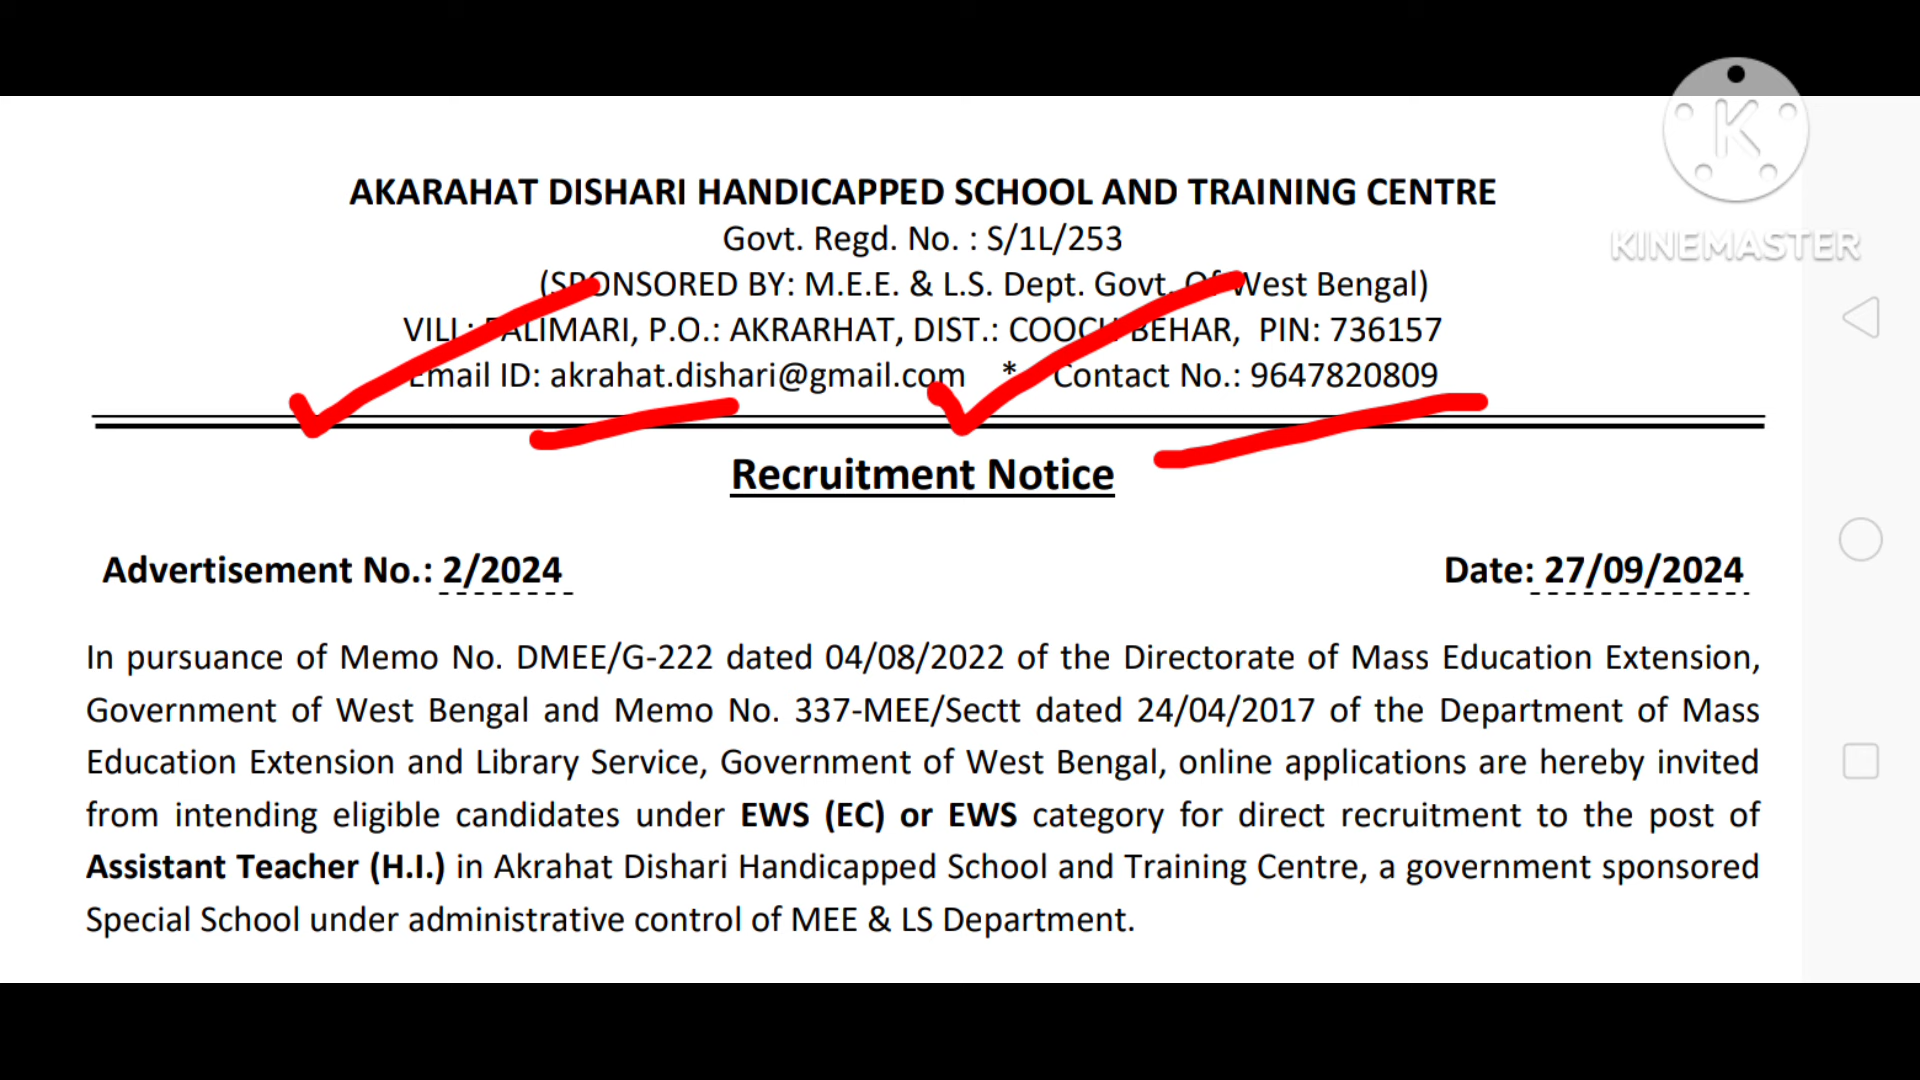 KINEMASTER
AKARAHAT DISHARI HANDICAPPED SCHOOL AND TRAINING CENTRE
Govt. Regd. No. : S/1L/253
(SPONSORED BY: M.E.E. & L.S. Dept. Govt. Of West Bengal)
VILL: FALIMARI, P.O.: AKRARHAT, DIST.: COOCH BEHAR, PIN: 736157
Email ID: akrahat.dishari@gmail.com * Contact No.: 9647820809
Recruitment Notice
Advertisement No.: 2/2024 Date: 27/09/2024
In pursuance of Memo No. DMEE/G-222 dated 04/08/2022 of the Directorate of Mass Education Extension,
Government of West Bengal and Memo No. 337-MEE/Sectt dated 24/04/2017 of the Department of Mass
Education Extension and Library Service, Government of West Bengal, online applications are hereby invited
from intending eligible candidates under EWS (EC) or EWS category for direct recruitment to the post of
Assistant Teacher (H.I.) in Akrahat Dishari Handicapped School and Training Centre, a government sponsored
Special School under administrative control of MEE & LS Department.